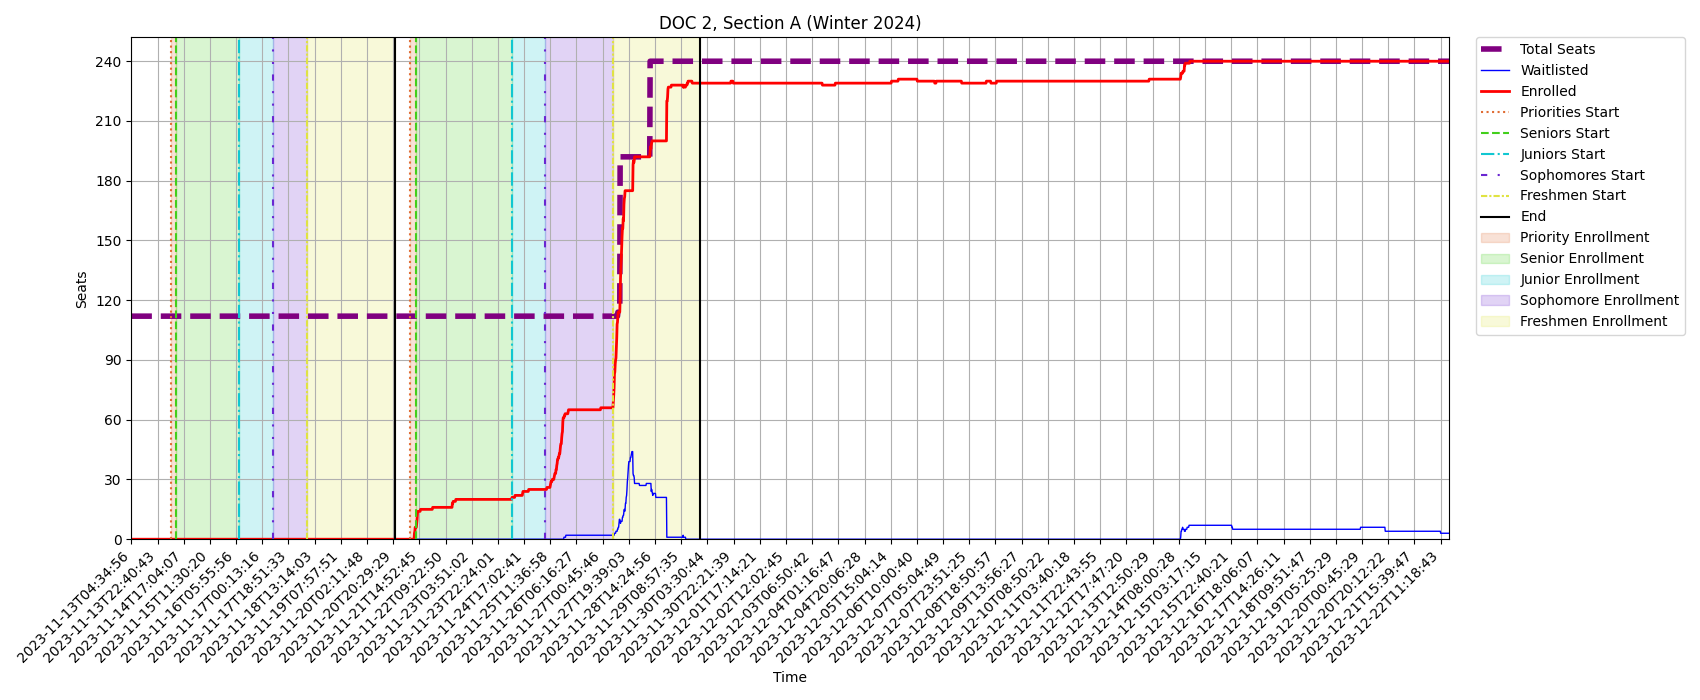 DOC 2, Section A (Winter 2024)
Seats
240
210
180
150
120
90
60
30
0
2023-11-13T04:34:56
2023-11-13T22:40:43
2023-11-14T17:04:07
2023-11-15T11:30:20
2023-11-16T05:55:56
2023-11-17T00:13:16
2023-11-17T18:51:33
2023-11-18T13:14:03
2023-11-19T07:57:51
2023-11-20T02:11:48
2023-11-20T20:29:29
2023-11-21T14:52:45
2023-11-22T09:22:50
2023-11-23T03:51:02
2023-11-23T22:24:01
2023-11-24T17:02:41
2023-11-25T11:36:58
2023-11-26T06:16:27
2023-11-27T00:45:46
2023-11-27T19:39:03
2023-11-28T14:24:56
2023-11-29T08:57:35
2023-11-30T03:30:44
2023-11-30T22:21:39
2023-12-01T17:14:21
2023-12-02T12:02:45
2023-12-03T06:50:42
2023-12-04T01:16:47
2023-12-04T20:06:28
2023-12-05T15:04:14
2023-12-06T10:00:40
2023-12-07T05:04:49
2023-12-07T23:51:25
2023-12-08T18:50:57
2023-12-09T13:56:27
2023-12-10T08:50:22
2023-12-11T03:40:18
2023-12-11T22:43:55
2023-12-12T17:47:20
2023-12-13T12:50:29
2023-12-14T08:00:28
2023-12-15T03:17:15
2023-12-15T22:40:21
2023-12-16T18:06:07
2023-12-17T14:26:11
2023-12-18T09:51:47
2023-12-19T05:25:29
2023-12-20T00:45:29
2023-12-20T20:12:22
2023-12-21T15:39:47
2023-12-22T11:18:43
Time
Total Seats
Waitlisted
Enrolled
Priorities Start
Seniors Start
Juniors Start
Sophomores Start
Freshmen Start
End
Priority Enrollment
Senior Enrollment
Junior Enrollment
Sophomore Enrollment
Freshmen Enrollment